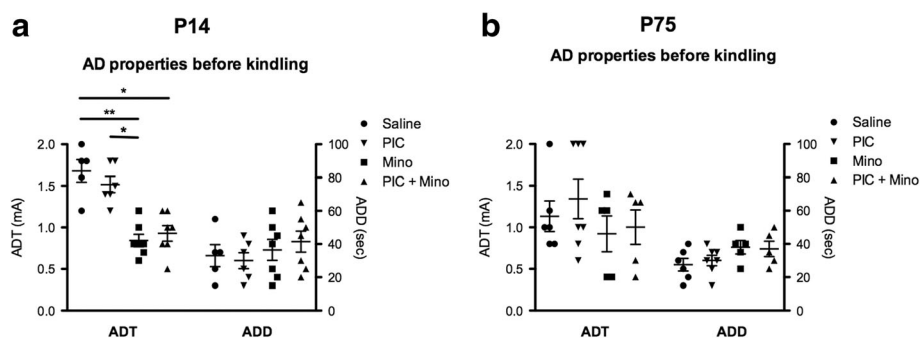 a
P14
AD properties before kindling
*
**
*
Saline
PIC
Mino
PIC + Mino
2.0
1.5
1.0
0.5
0.0
ADT (mA)
100
80
60
40
20
0
ADD (sec)
ADT
ADD
b
P75
AD properties before kindling
Saline
PIC
Mino
PIC + Mino
2.0
1.5
1.0
0.5
0.0
ADT (mA)
100
80
60
40
20
0
ADD (sec)
ADT
ADD